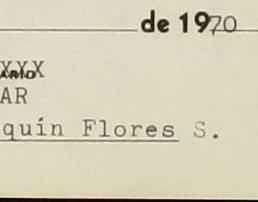 de 1970
XXX
AR
quín Flores S.